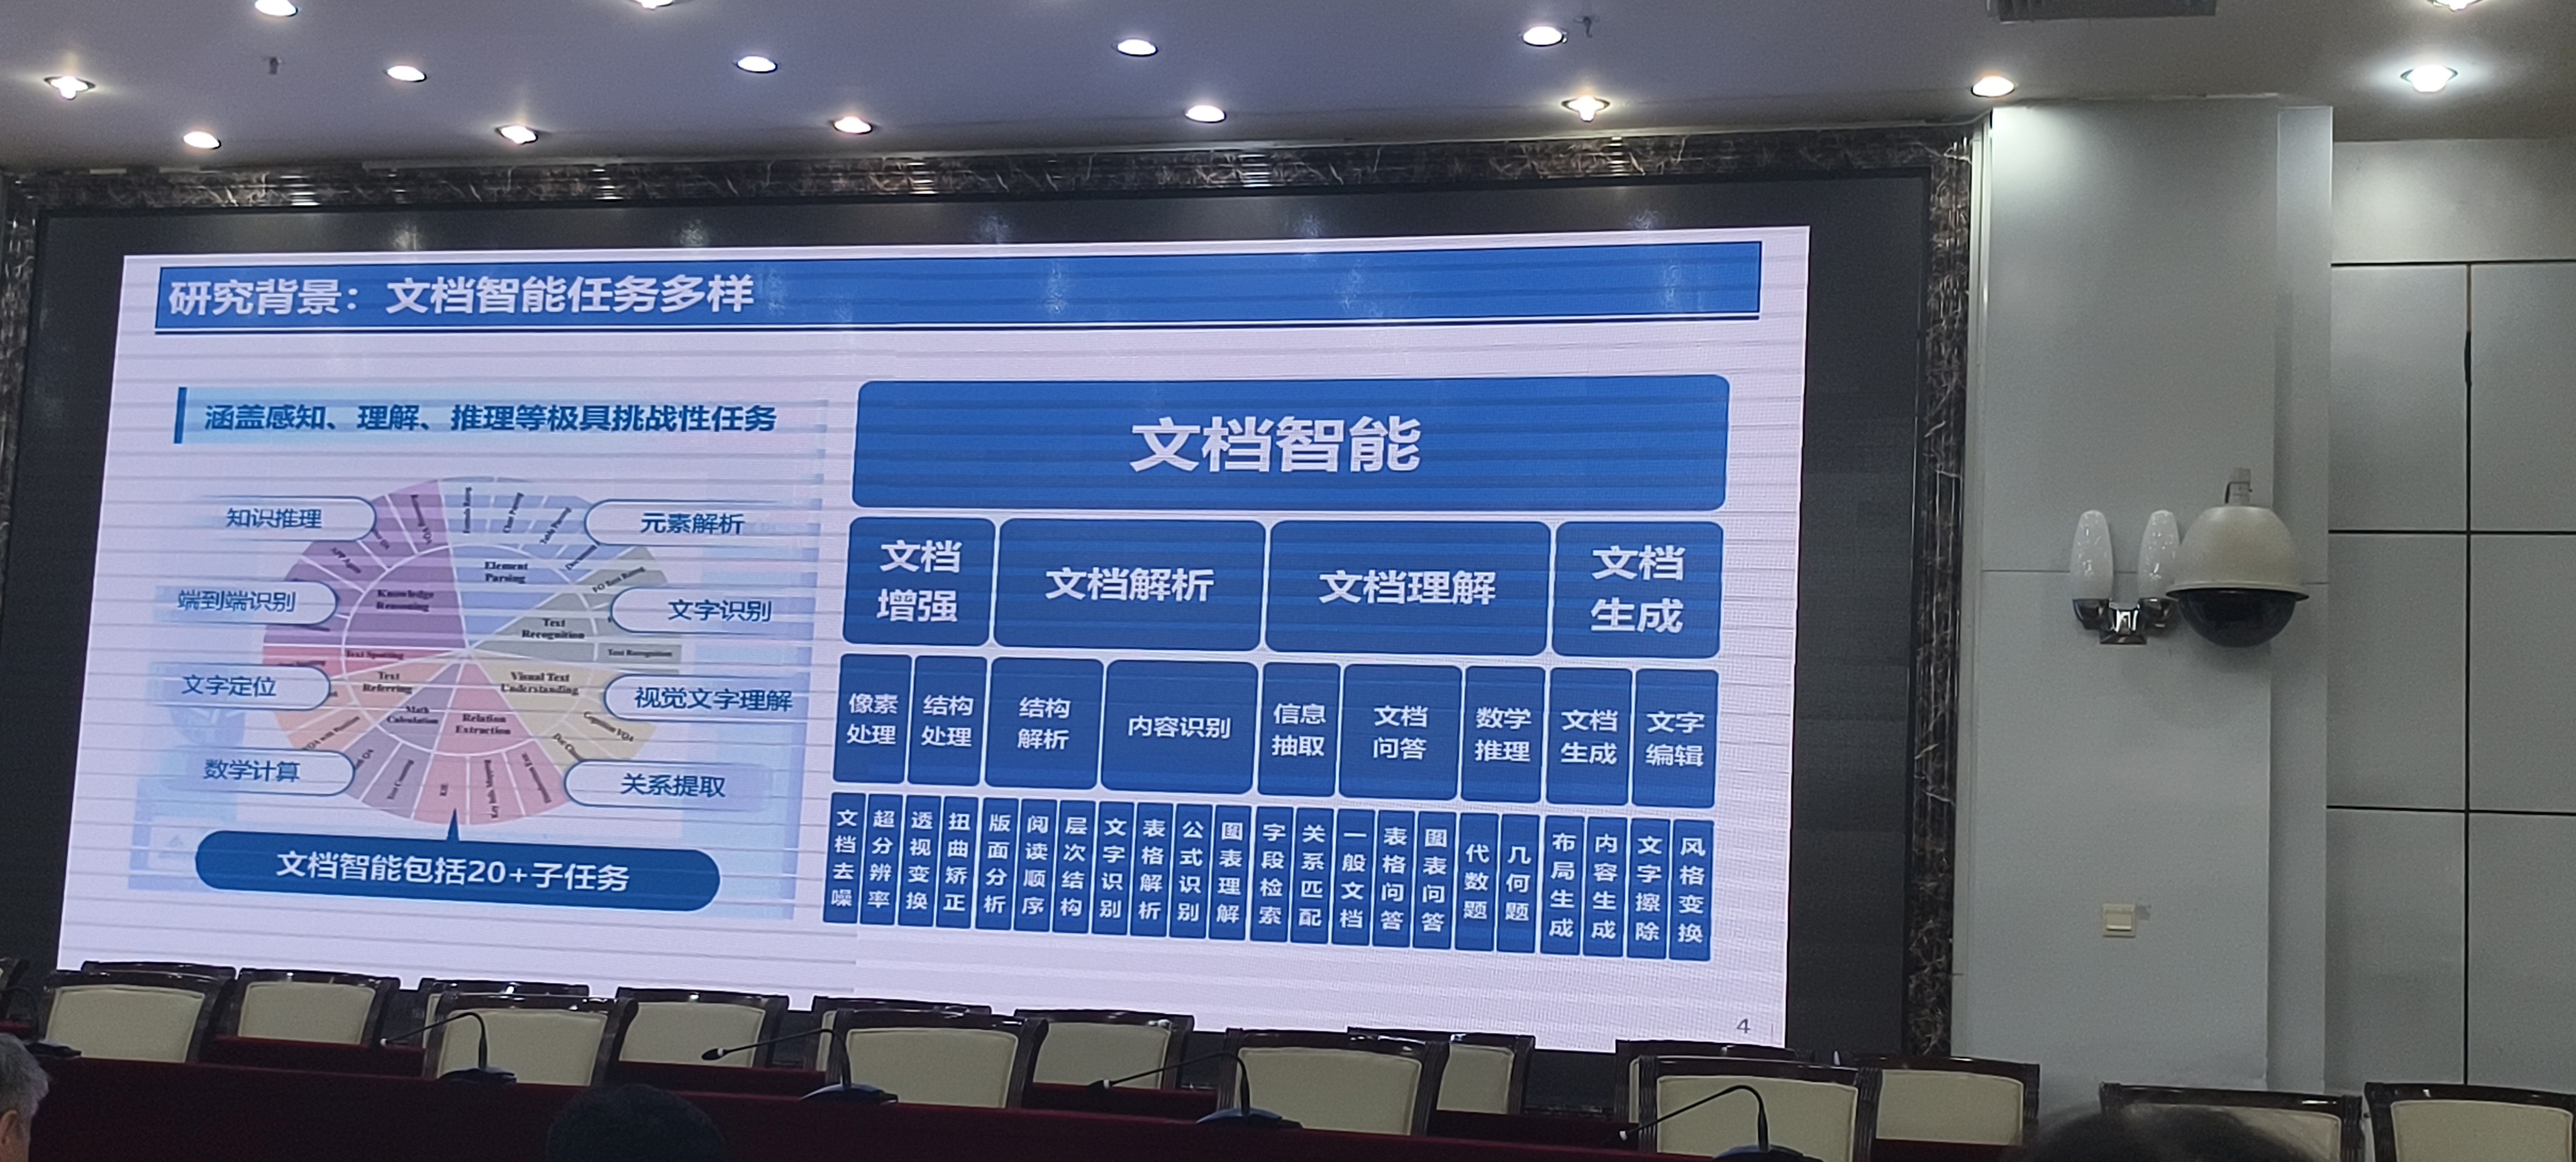 研究背景：文档智能任务多样
涵盖感知、理解、推理等极具挑战性任务
知识推理
元素解析
端到端识别
文字识别
文字定位
视觉文字理解
数学计算
关系提取
Element
Parsing
Knowledge
Reasoning
Text
Recognition
Text Recognition
Text Spotting
Text
Referring
Visual Text
Understanding
Math
Calculation
Relation
Extraction
文档智能包括20+子任务
文档智能
文档
增强
文档解析
文档理解
文档
生成
像素
处理
结构
处理
结构
解析
内容识别
信息
抽取
文档
问答
数学
推理
文档
生成
文字
编辑
文档去噪
超分辨率
透视变换
扭曲矫正
版面分析
阅读顺序
层次结构
文字识别
表格解析
公式识别
图表理解
字段检索
关系匹配
一般文档
表格问答
图表问答
代数题
几何题
布局生成
内容生成
文字擦除
风格变换
4